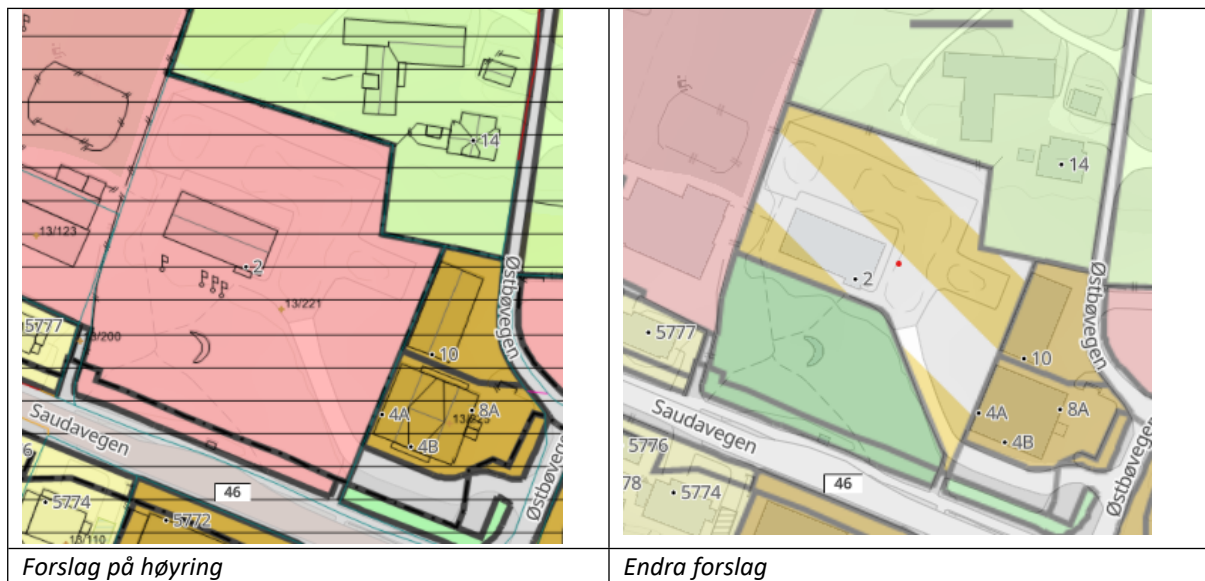 14
13/123
2
13/221
5777
13/200
10
4A
8A
4B
Østbøvegen
Saudavegen
46
5774
5772
Østbøvegen
Forslag på høyring
14
2
5777
10
4A
8A
4B
Østbøvegen
Saudavegen
5776
78
5774
46
Østbøvegen
Endra forslag